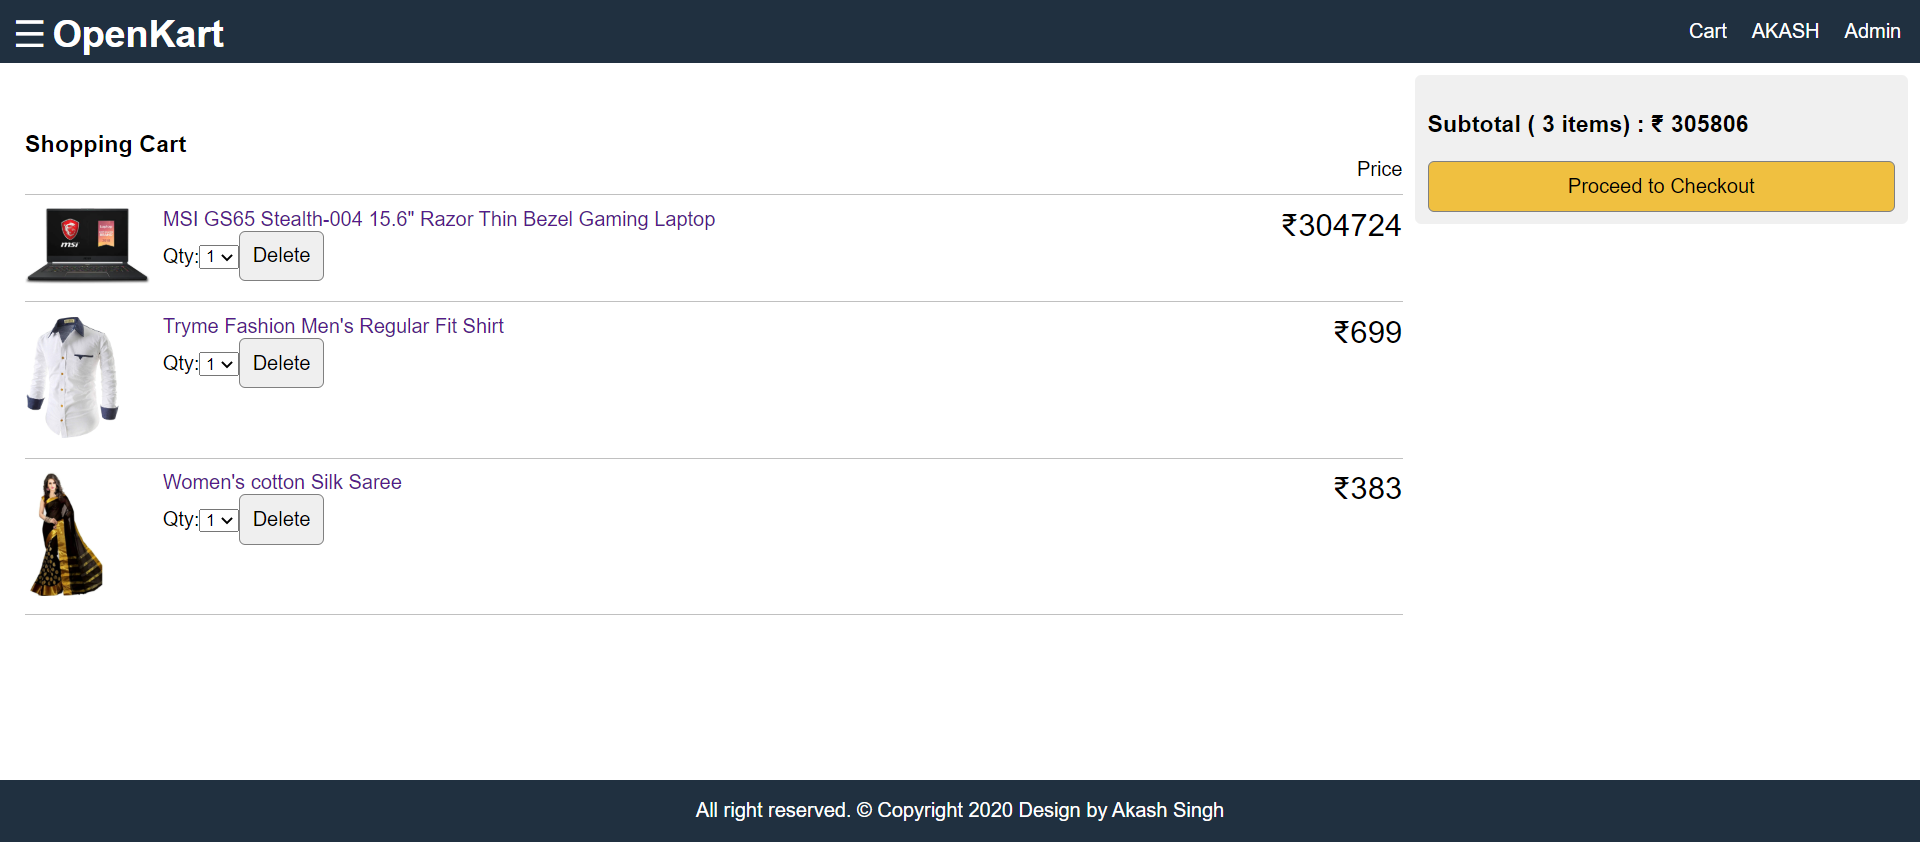 ☰ OpenKart
Cart AKASH Admin
Shopping Cart
Price
msi
MSI GS65 Stealth-004 15.6" Razor Thin Bezel Gaming Laptop
₹304724
Qty: 1 Delete
Tryme Fashion Men's Regular Fit Shirt
₹699
Qty: 1 Delete
Women's cotton Silk Saree
₹383
Qty: 1 Delete
Subtotal ( 3 items) : ₹ 305806
Proceed to Checkout
All right reserved. © Copyright 2020 Design by Akash Singh